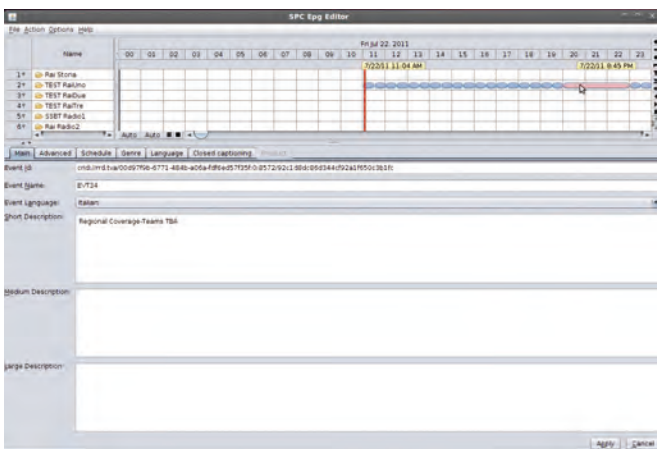 SPC Epg Editor
File Action Options Help
Fri Jul 22, 2011
Name 00 01 02 03 04 05 06 07 08 09 10 11 12 13 14 15 16 17 18 19 20 21 22 23
7/22/11 11:04 AM 7/22/11 9:45 PM
1 Rai Storia
2 TEST RaiUno
3 TEST RaiDue
4 TEST RaiTre
5 SSBT Radio1
6 Rai Radio2
Auto Auto
Main Advanced Schedule Genre Language Closed captioning Product
Event Id:
Event Name: EVT24
Event Language: Italian
Short Description: Regional Coverage-Teams TBA
Medium Description:
Large Description:
Apply Cancel